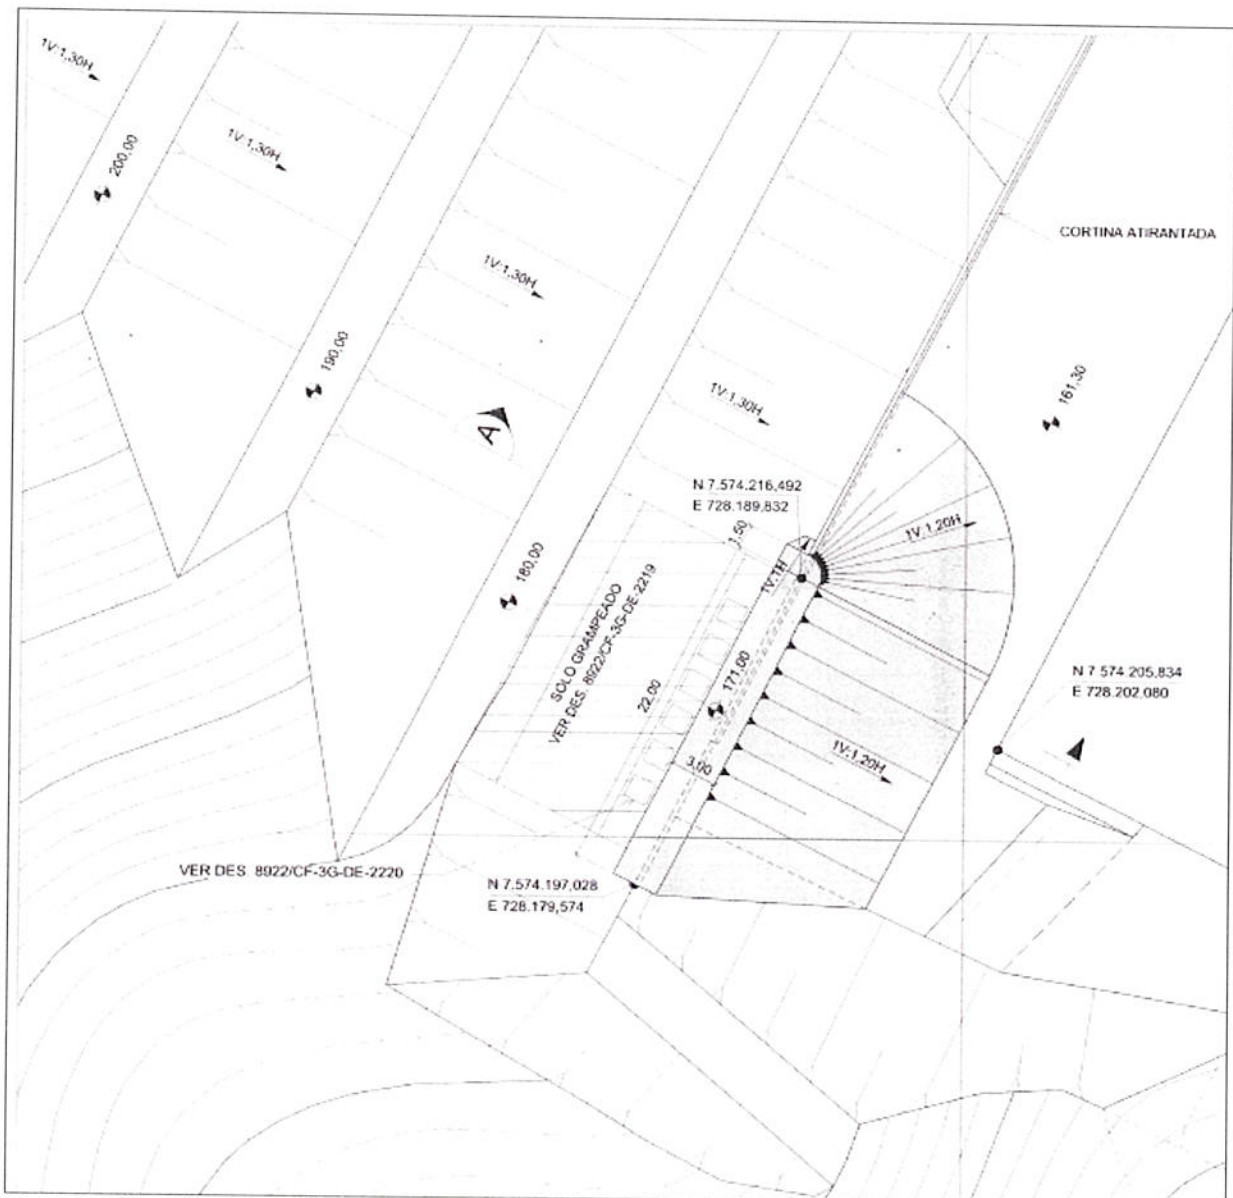 1V:1,30H
200,00
1V:1,30H
CORTINA ATIRANTADA
1V:1,30H
190,00
A
1V:1,30H
161,30
N 7.574.216,492
E 728.189,832
1,50
1V:1,20H
1V:1H
180,00
SOLO GRAMPEADO
VER DES. 8922/CF-3G-DE-2219
22,00
171,00
3,00
1V:1,20H
N 7.574.205,834
E 728.202,080
VER DES. 8922/CF-3G-DE-2220
N 7.574.197,028
E 728.179,574